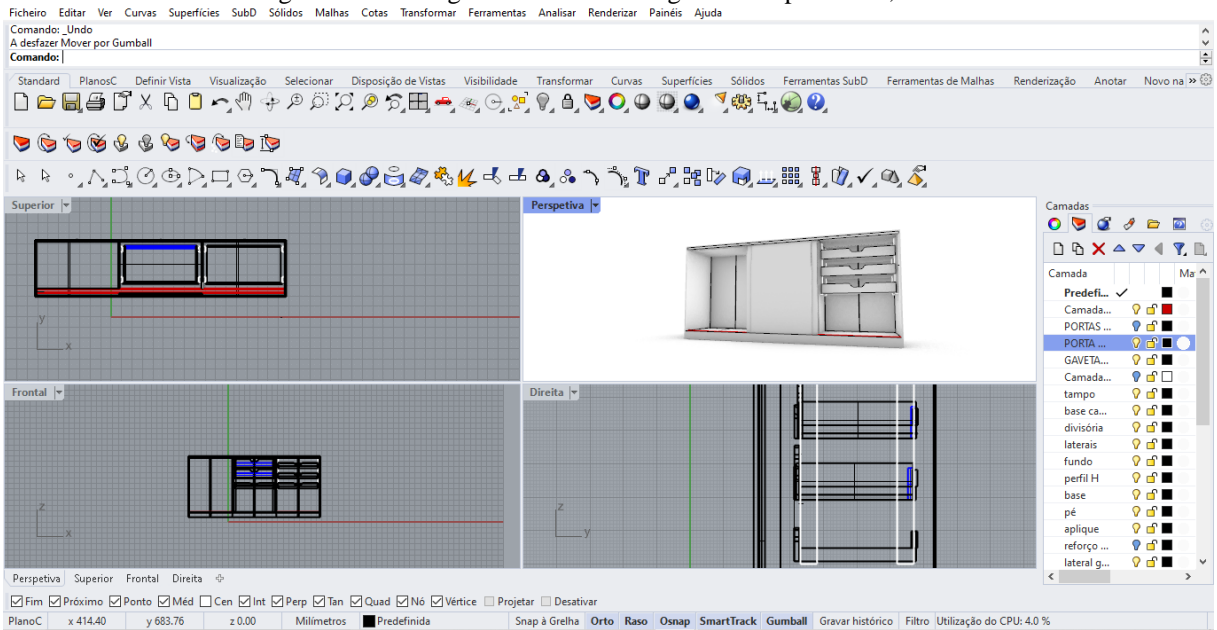 Ficheiro Editar Ver Curvas Superfícies SubD Sólidos Malhas Cotas Transformar Ferramentas Analisar Renderizar Painéis Ajuda
Comando: _Undo
A desfazer Mover por Gumball
Comando:
Standard PlanosC Definir Vista Visualização Selecionar Disposição de Vistas Visibilidade Transformar Curvas Superfícies Sólidos Ferramentas SubD Ferramentas de Malhas Renderização Anotar Novo na »
Superior
Perspetiva
Camadas
Camada Ma
Predefi...
Camada...
PORTAS ...
PORTA ...
GAVETA...
Camada...
tampo
base ca...
divisória
laterais
fundo
perfil H
base
pé
aplique
reforço ...
lateral g...
y
x
Frontal
Direita
z
x
z
y
Perspetiva Superior Frontal Direita
Fim Próximo Ponto Méd Cen Int Perp Tan Quad Nó Vértice Projetar Desativar
PlanoC x 414.40 y 683.76 z 0.00 Milímetros Predefinida Snap à Grelha Orto Raso Osnap SmartTrack Gumball Gravar histórico Filtro Utilização do CPU: 4.0 %